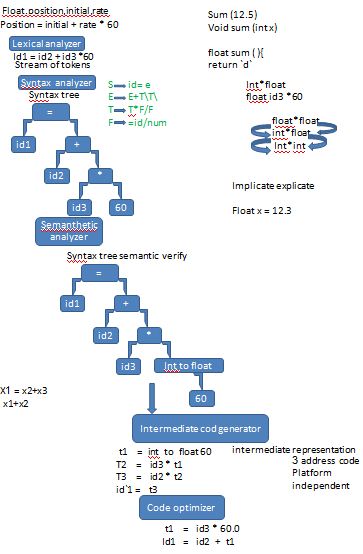 Float.position,initial,rate
Position = initial + rate * 60
Lexical analyzer
Id1 = id2 + id3 *60
Stream of tokens
Syntax analyzer
Syntax tree
S id= e
E E+T\T\
T T*F/F
F =id/num
=
id1
+
id2
*
id3
60
Semanthetic
analyzer
Syntax tree semantic verify
=
id1
+
id2
*
id3
Int to float
60
X1 = x2+x3
x1+x2
Intermediate cod generator
t1 = int to float60
T2 = id3* t1
T3 = id2* t2
id`1 = t3
intermediate representation
3 address code
Platform
independent
Code optimizer
t1 = id3 * 60.0
Id1 = id2 + t1
Sum (12.5)
Void sum (int x)
float sum ( ){
return `d`
Int*float
float id3 *60
float*float
int*float
Int*int
Implicate explicate
Float x = 12.3